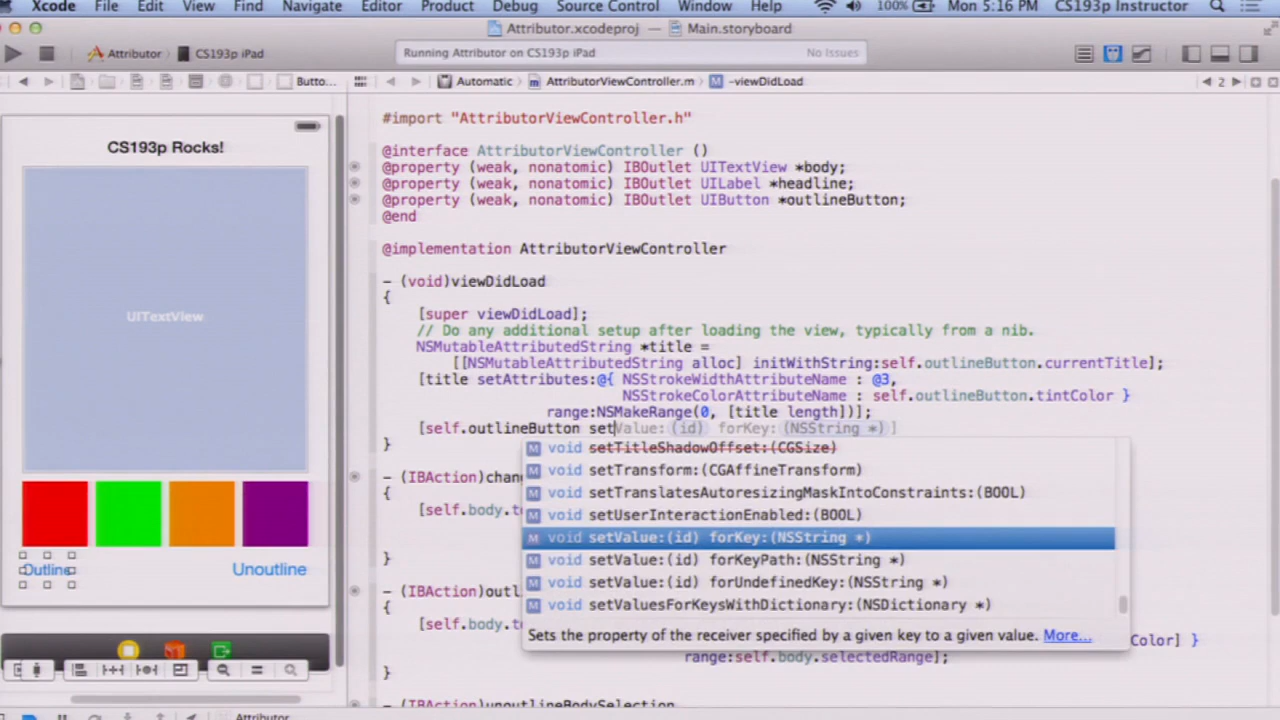 Xcode File Edit View Find Navigate Editor Product Debug Source Control Window Help 100% Mon 5:16 PM CS193p Instructor
Attributor.xcodeproj — Main.storyboard
Attributor CS193p iPad Running Attributor on CS193p iPad No Issues
Butto... Automatic AttributorViewController.m M -viewDidLoad 2
#import "AttributorViewController.h"
CS193p Rocks!
@interface AttributorViewController ()
@property (weak, nonatomic) IBOutlet UITextView *body;
@property (weak, nonatomic) IBOutlet UILabel *headline;
@property (weak, nonatomic) IBOutlet UIButton *outlineButton;
@end
@implementation AttributorViewController
- (void)viewDidLoad
{
[super viewDidLoad];
UITextView
// Do any additional setup after loading the view, typically from a nib.
NSMutableAttributedString *title =
[[NSMutableAttributedString alloc] initWithString:self.outlineButton.currentTitle];
[title setAttributes:@{ NSStrokeWidthAttributeName : @3,
NSStrokeColorAttributeName : self.outlineButton.tintColor }
range:NSMakeRange(0, [title length])];
[self.outlineButton setValue:(id) forKey:(NSString *)]
}
M void setTitleShadowOffset:(CGSize)
M void setTransform:(CGAffineTransform)
- (IBAction)chan
{
M void setTranslatesAutoresizingMaskIntoConstraints:(BOOL)
[self.body.t
M void setUserInteractionEnabled:(BOOL)
M void setValue:(id) forKey:(NSString *)
}
M void setValue:(id) forKeyPath:(NSString *)
Outline Unoutline
M void setValue:(id) forUndefinedKey:(NSString *)
- (IBAction)outl
{
M void setValuesForKeysWithDictionary:(NSDictionary *)
[self.body.t
Sets the property of the receiver specified by a given key to a given value. More...
Color] }
range:self.body.selectedRange];
}
- (IBAction)unoutlineBodySelection
Attributor